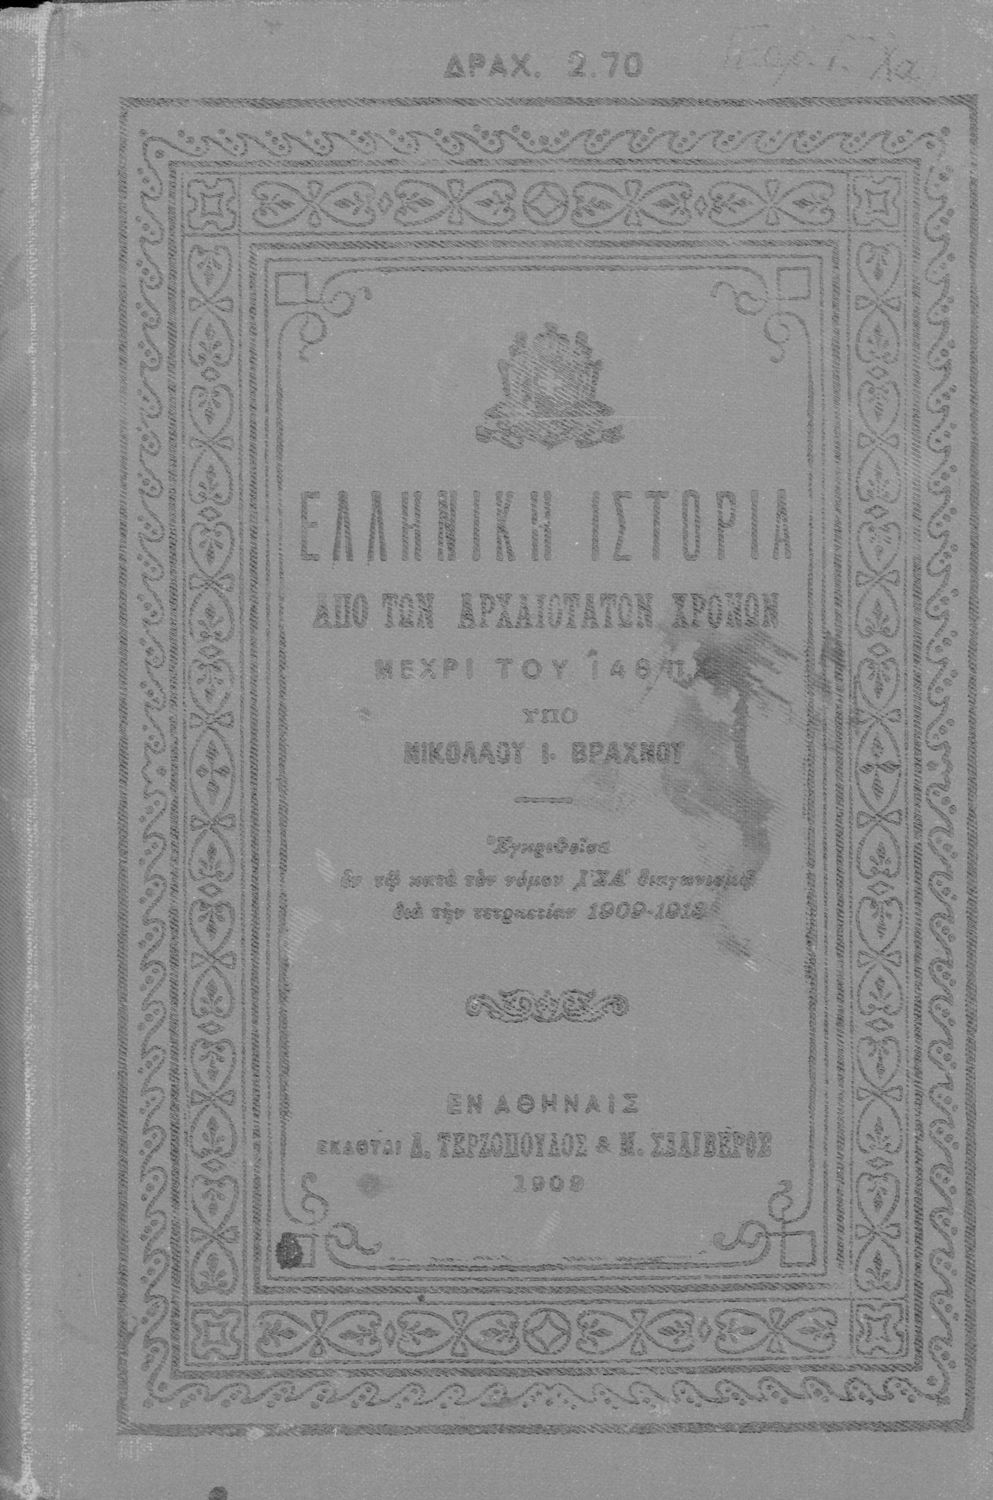 ΔΡΑΧ. 2.70
ΕΛΛΗΝΙΚΗ ΙΣΤΟΡΙΑ
ΑΠΟ ΤΩΝ ΑΡΧΑΙΟΤΑΤΩΝ ΧΡΟΝΩΝ
ΜΕΧΡΙ ΤΟΥ
ΥΠΟ
ΝΙΚΟΛΑΟΥ Ι. ΒΡΑΧΝΟΥ
Ἐγκριθεῖσα
ἐν τῷ κατὰ τὸν νόμον ͵ΓΣΑ′ διαγωνισμῷ
διὰ τὴν τετραετίαν 1909-1913
ΕΝ ΑΘΗΝΑΙΣ
ΕΚΔΟΤΑΙ Δ. ΤΕΡΖΟΠΟΥΛΟΣ & Μ. ΣΑΛΙΒΕΡΟΣ
1909